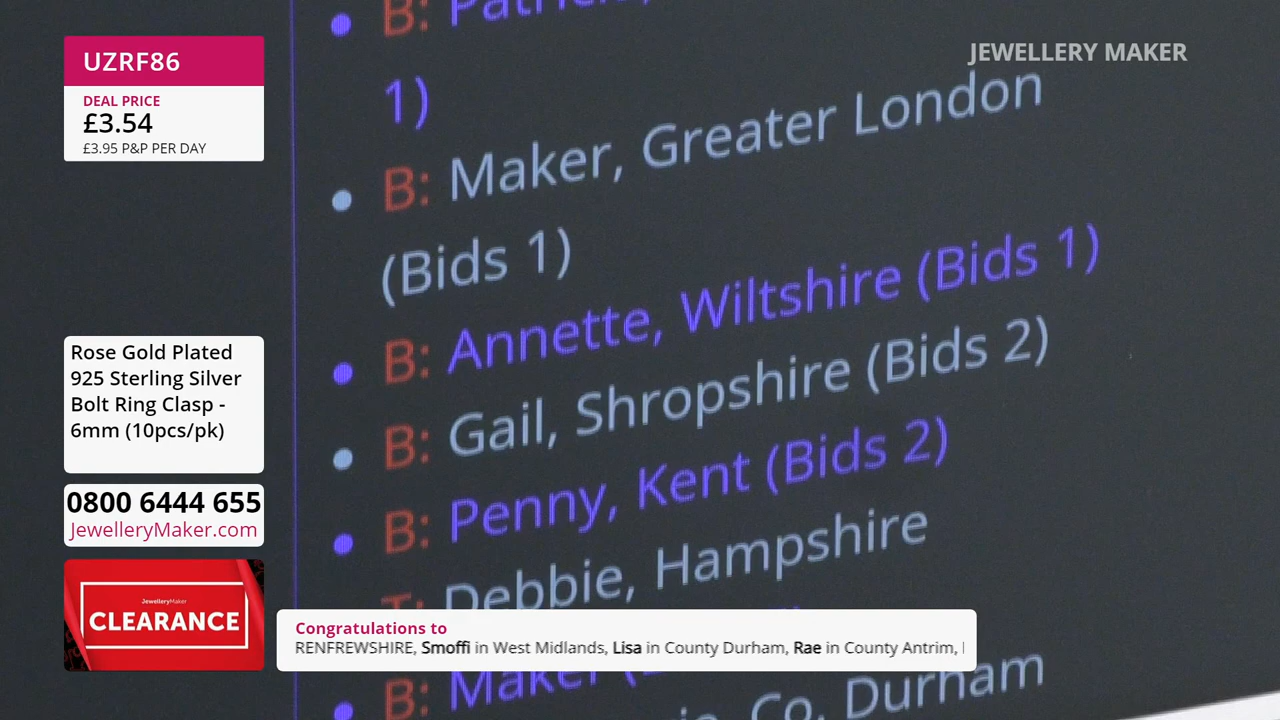 UZRF86
DEAL PRICE
£3.54
£3.95 P&P PER DAY
JEWELLERY MAKER
B:
1)
B: Maker, Greater London
(Bids 1)
B: Annette, Wiltshire (Bids 1)
B: Gail, Shropshire (Bids 2)
B: Penny, Kent (Bids 2)
T: Debbie, Hampshire
B: Maker
Co. Durham
Rose Gold Plated
925 Sterling Silver
Bolt Ring Clasp -
6mm (10pcs/pk)
0800 6444 655
JewelleryMaker.com
JewelleryMaker
CLEARANCE
Congratulations to
RENFREWSHIRE, Smoffi in West Midlands, Lisa in County Durham, Rae in County Antrim,